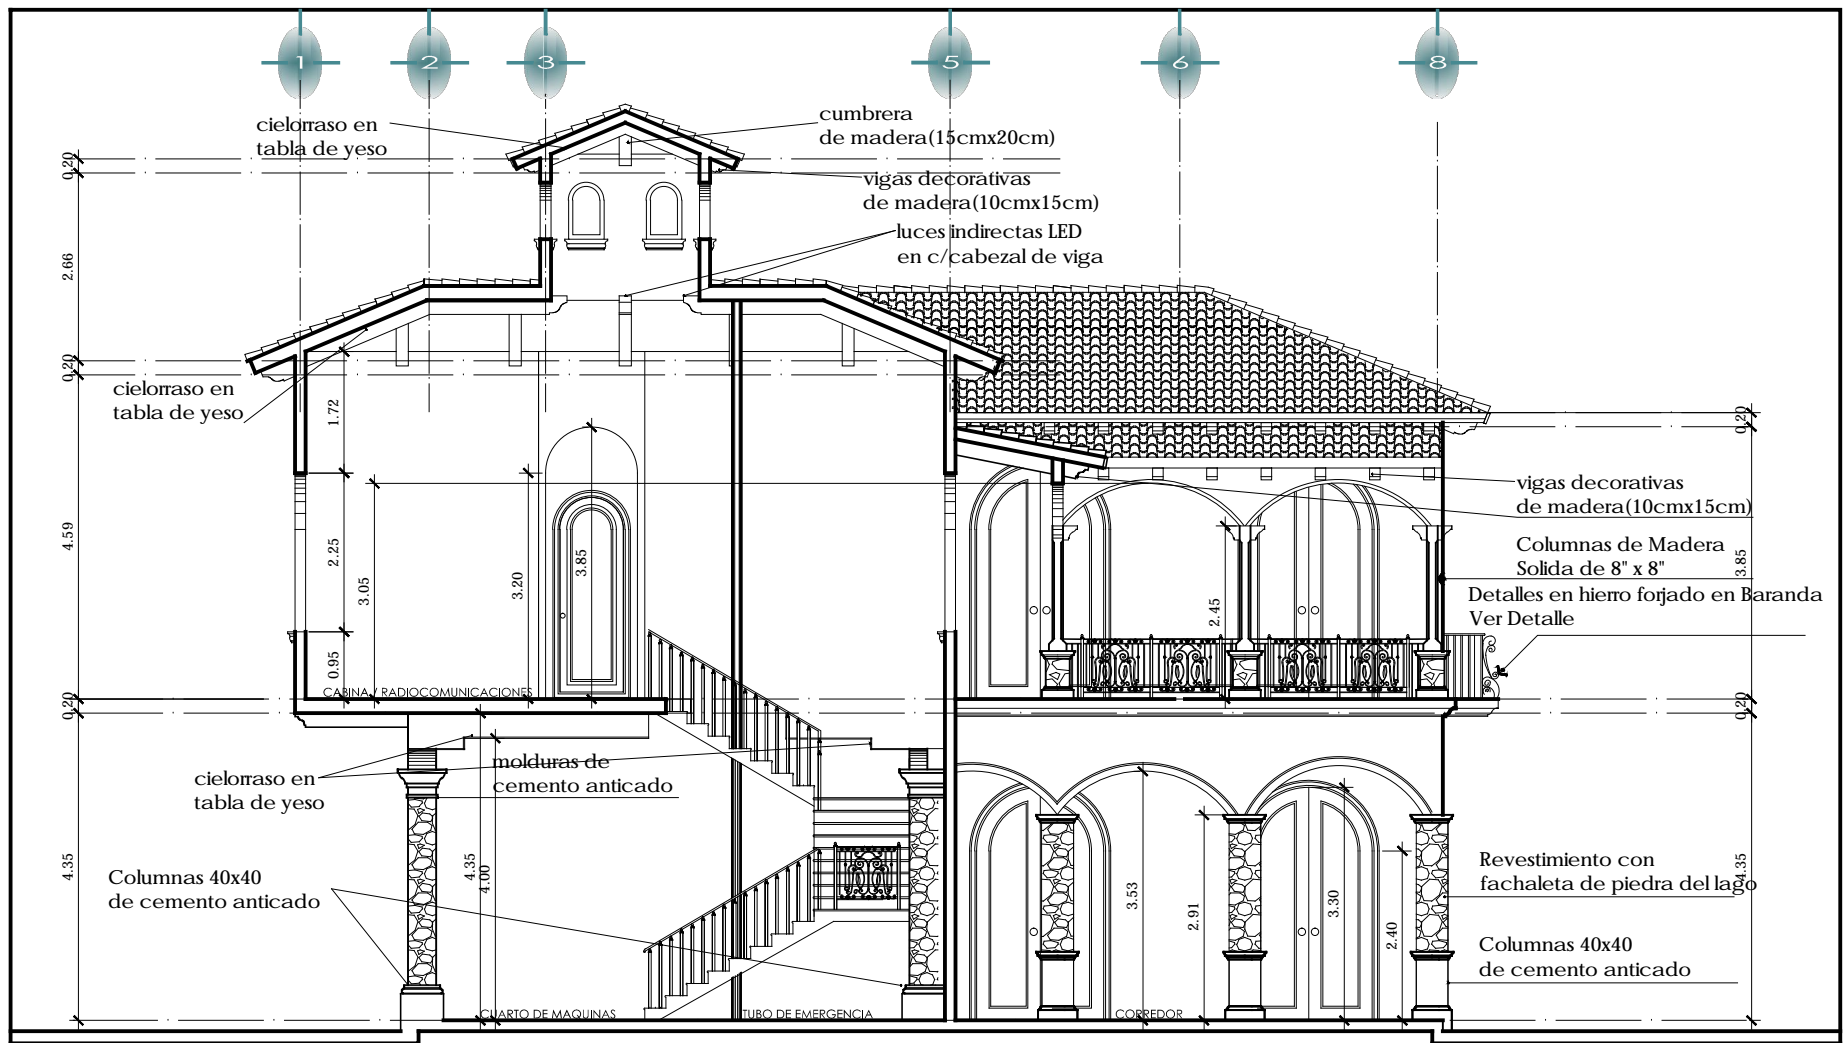 1
2
3
5
6
8
cielorraso en
tabla de yeso
cumbrera
de madera(15cmx20cm)
vigas decorativas
de madera(10cmx15cm)
luces indirectas LED
en c/cabezal de viga
0.20
2.66
0.20
cielorraso en
tabla de yeso
1.72
4.59
2.25
3.05
3.20
3.85
0.95
CABINA / RADIOCOMUNICACIONES
0.20
0.20
vigas decorativas
de madera(10cmx15cm)
Columnas de Madera
Solida de 8" x 8"
3.85
Detalles en hierro forjado en Baranda
Ver Detalle
2.45
0.20
cielorraso en
tabla de yeso
molduras de
cemento anticado
4.35
4.35
4.00
Columnas 40x40
de cemento anticado
3.53
2.91
3.30
2.40
Revestimiento con
fachaleta de piedra del lago
4.35
Columnas 40x40
de cemento anticado
CUARTO DE MAQUINAS
TUBO DE EMERGENCIA
CORREDOR